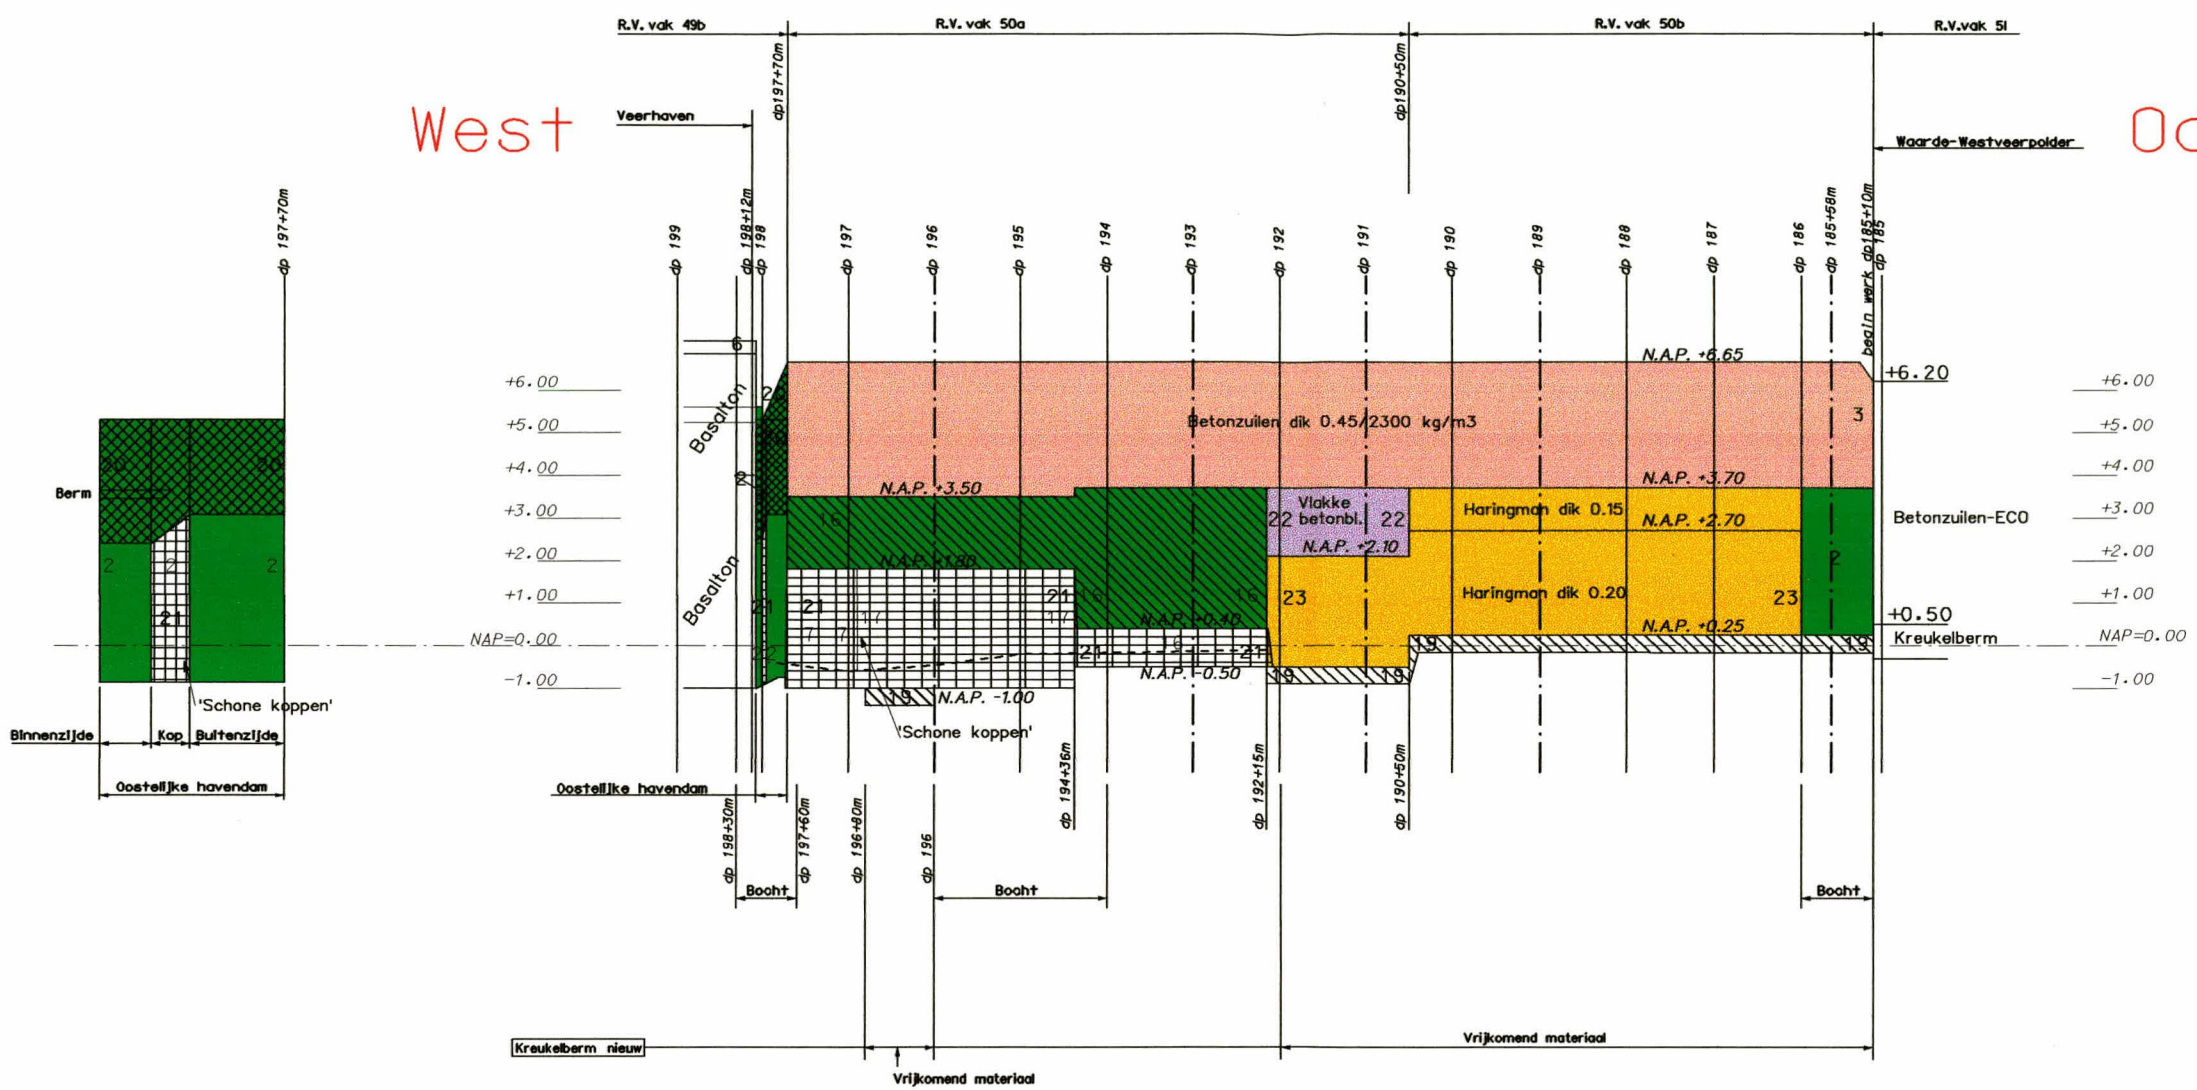 R.V. vak 49b
R.V. vak 50a
R.V. vak 50b
R.V.vak 51
dp197+70m
dp190+50m
West
Veerhaven
Waarde-Westveerpolder
dp 197+70m
dp 199
dp 198+12m
dp 198
dp 197
dp 196
dp 195
dp 194
dp 193
dp 192
dp 191
dp 190
dp 189
dp 188
dp 187
dp 186
dp 185+58m
begin werk dp185+10m
dp 185
6
N.A.P. +6.65
+6.20
+6.00
+6.00
Basalton
Betonzuilen dik 0.45/2300 kg/m3
3
+5.00
+5.00
20
20
+4.00
+4.00
Berm
2
N.A.P. +3.50
N.A.P. +3.70
+3.00
16
22
Vlakke
betonbl.
22
Haringman dik 0.15
N.A.P. +2.70
Betonzuilen-ECO
+3.00
2
2
2
+2.00
N.A.P. +1.80
N.A.P. +2.10
2
+2.00
Basalton
+1.00
21
21
21
16
16
23
Haringman dik 0.20
23
+1.00
21
7
7
17
17
N.A.P. +0.40
N.A.P. +0.25
+0.50
NAP=0.00
22
21
16
21
19
19
Kreukelberm
NAP=0.00
-1.00
19
N.A.P. -1.00
N.A.P. -0.50
19
19
-1.00
'Schone koppen'
'Schone koppen'
Binnenzijde
Kop
Buitenzijde
Oostelijke havendam
Oostelijke havendam
dp 198+30m
dp 197+60m
dp 196+80m
dp 196
dp 194+36m
dp 192+15m
dp 190+50m
Bocht
Bocht
Bocht
Kreukelberm nieuw
Vrijkomend materiaal
Vrijkomend materiaal